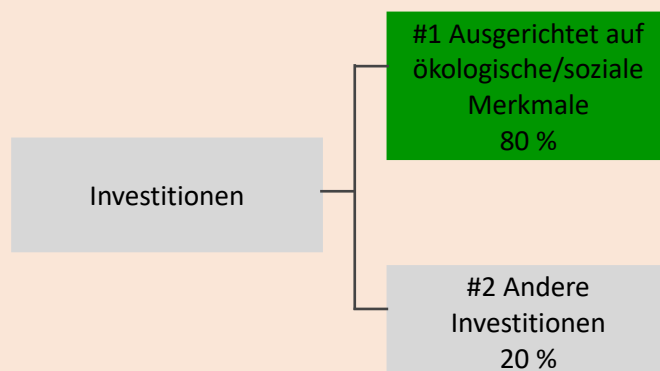 #1 Ausgerichtet auf
ökologische/soziale
Merkmale
80 %
Investitionen
#2 Andere
Investitionen
20 %